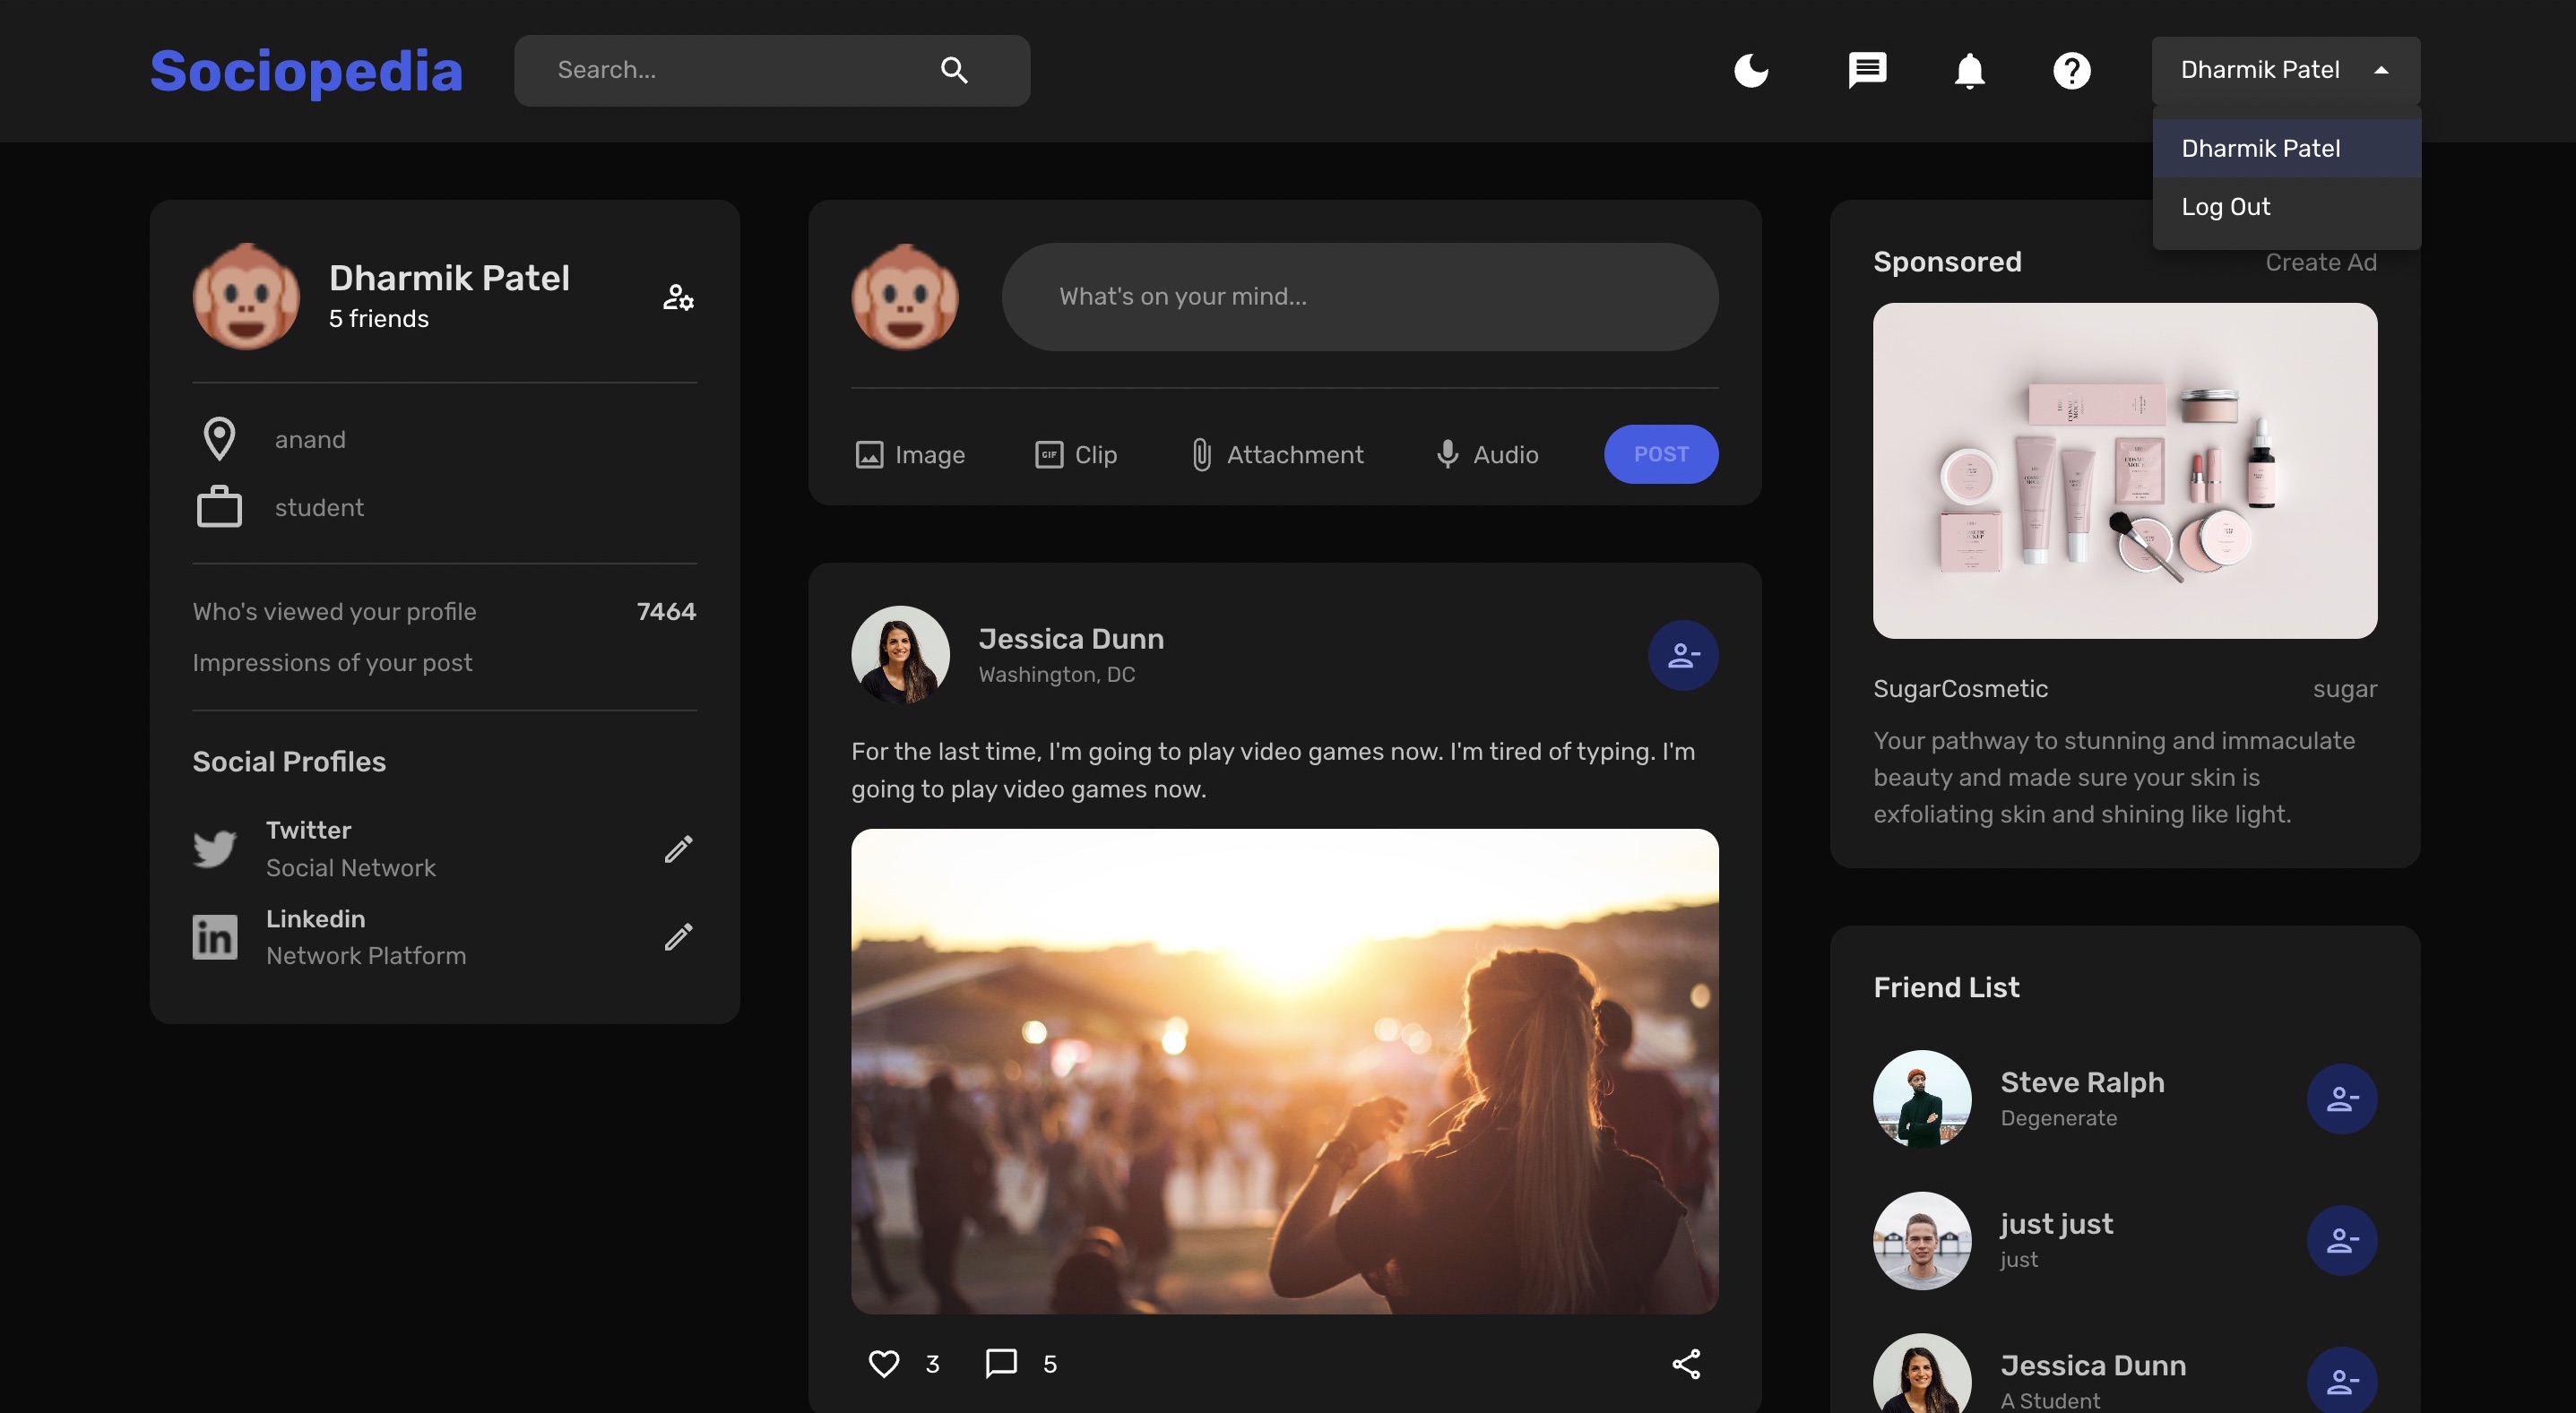 Sociopedia
Search...
Dharmik Patel
Dharmik Patel
Log Out
Dharmik Patel
5 friends
anand
student
Who's viewed your profile 7464
Impressions of your post
Social Profiles
Twitter
Social Network
Linkedin
Network Platform
What's on your mind...
Image GIF Clip Attachment Audio POST
Jessica Dunn
Washington, DC
For the last time, I'm going to play video games now. I'm tired of typing. I'm
going to play video games now.
3 5
Sponsored Create Ad
SugarCosmetic sugar
Your pathway to stunning and immaculate
beauty and made sure your skin is
exfoliating skin and shining like light.
Friend List
Steve Ralph
Degenerate
just just
just
Jessica Dunn
A Student